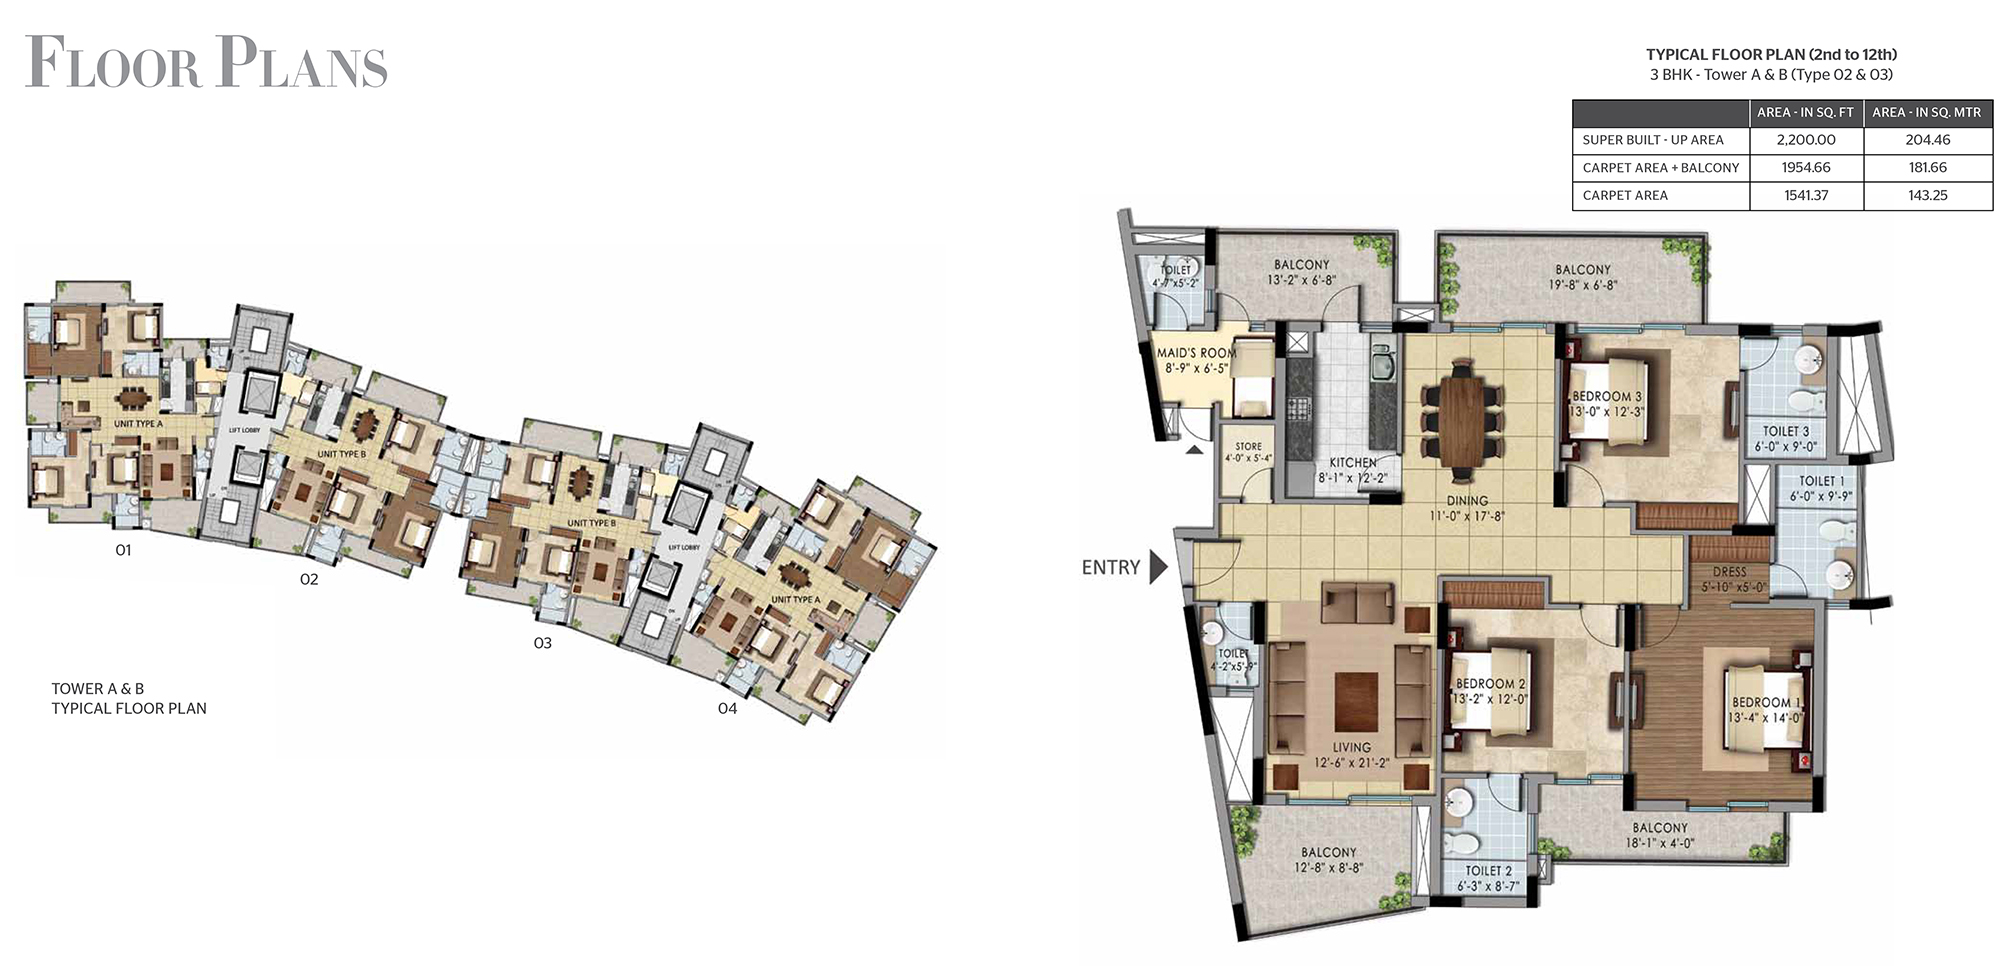 FLOOR PLANS
TYPICAL FLOOR PLAN (2nd to 12th)
3 BHK - Tower A & B (Type 02 & 03)
AREA - IN SQ. FT AREA - IN SQ. MTR
SUPER BUILT - UP AREA 2,200.00 204.46
CARPET AREA + BALCONY 1954.66 181.66
CARPET AREA 1541.37 143.25
UNIT TYPE A
LIFT LOBBY
UP
DN
UNIT TYPE B
01
02
UNIT TYPE B
LIFT LOBBY
DN
DN
UP
UNIT TYPE A
03
04
TOWER A & B
TYPICAL FLOOR PLAN
TOILET
4'-7"x5'-2"
BALCONY
13'-2" x 6'-8"
BALCONY
19'-8" x 6'-8"
MAID'S ROOM
8'-9" x 6'-5"
STORE
4'-0" x 5'-4"
KITCHEN
8'-1" x 12'-2"
DINING
11'-0" x 17'-8"
BEDROOM 3
13'-0" x 12'-3"
TOILET 3
6'-0" x 9'-0"
TOILET 1
6'-0" x 9'-9"
ENTRY
DRESS
5'-10" x5'-0"
TOILET
4'-2"x5'-9"
LIVING
12'-6" x 21'-2"
BEDROOM 2
13'-2" x 12'-0"
BEDROOM 1
13'-4" x 14'-0"
BALCONY
12'-8" x 8'-8"
TOILET 2
6'-3" x 8'-7"
BALCONY
18'-1" x 4'-0"